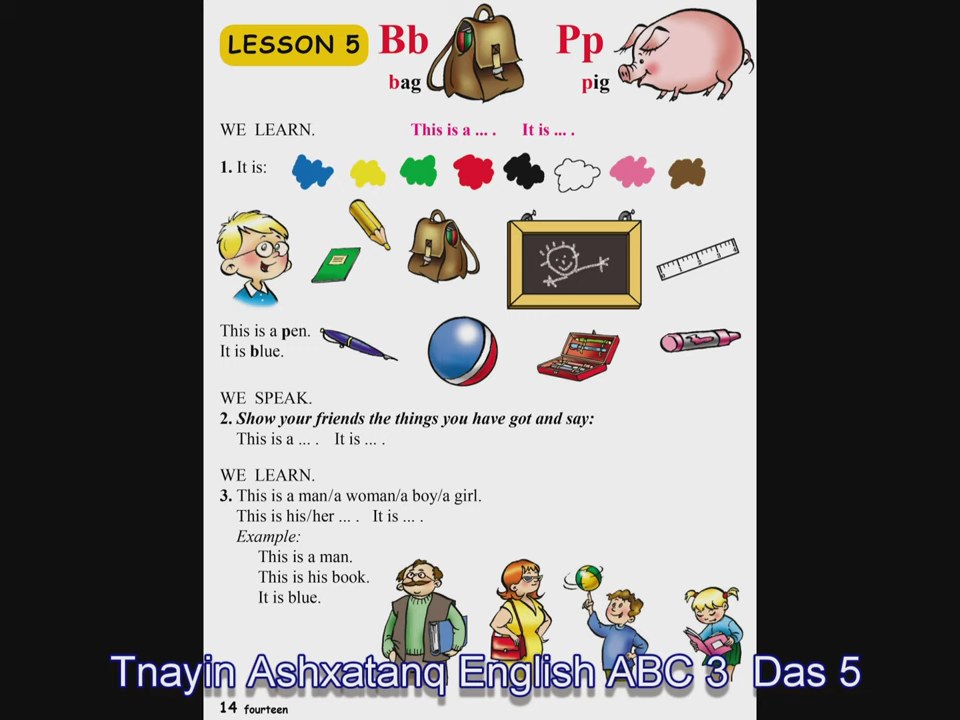 LESSON 5 Bb Pp
bag pig
WE LEARN. This is a ... . It is ... .
1. It is:
This is a pen.
It is blue.
WE SPEAK.
2. Show your friends the things you have got and say:
This is a ... . It is ... .
WE LEARN.
3. This is a man/a woman/a boy/a girl.
This is his/her ... . It is ... .
Example:
This is a man.
This is his book.
It is blue.
Tnayin Ashxatanq English ABC 3 Das 5
14 fourteen